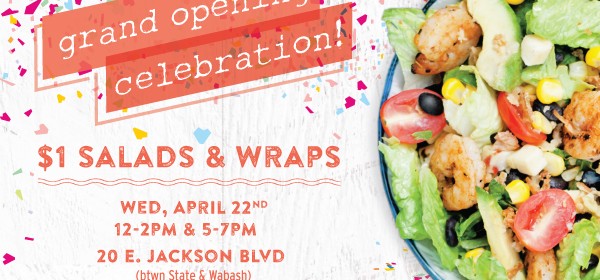 grand opening
celebration!
$1 SALADS & WRAPS
WED, APRIL 22ND
12-2PM & 5-7PM
20 E. JACKSON BLVD
(btwn State & Wabash)